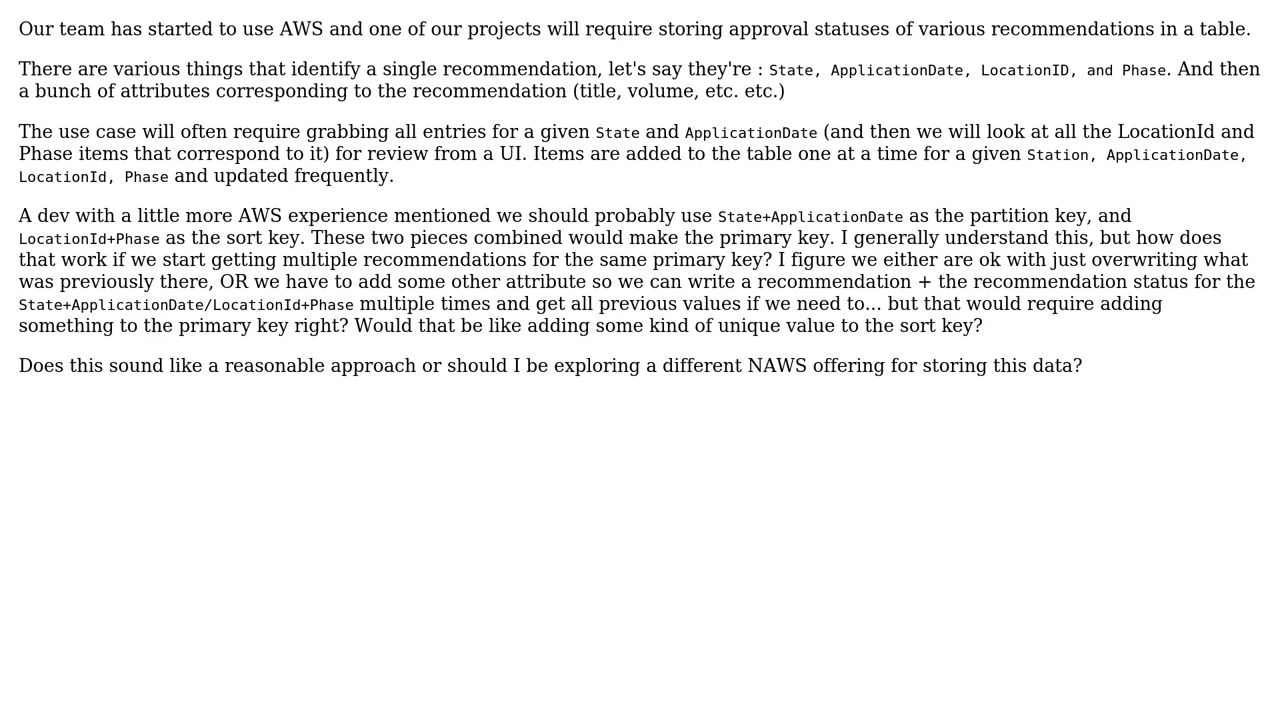 Our team has started to use AWS and one of our projects will require storing approval statuses of various recommendations in a table.
There are various things that identify a single recommendation, let's say they're : State, ApplicationDate, LocationID, and Phase. And then
a bunch of attributes corresponding to the recommendation (title, volume, etc. etc.)
The use case will often require grabbing all entries for a given State and ApplicationDate (and then we will look at all the LocationId and
Phase items that correspond to it) for review from a UI. Items are added to the table one at a time for a given Station, ApplicationDate,
LocationId, Phase and updated frequently.
A dev with a little more AWS experience mentioned we should probably use State+ApplicationDate as the partition key, and
LocationId+Phase as the sort key. These two pieces combined would make the primary key. I generally understand this, but how does
that work if we start getting multiple recommendations for the same primary key? I figure we either are ok with just overwriting what
was previously there, OR we have to add some other attribute so we can write a recommendation + the recommendation status for the
State+ApplicationDate/LocationId+Phase multiple times and get all previous values if we need to... but that would require adding
something to the primary key right? Would that be like adding some kind of unique value to the sort key?
Does this sound like a reasonable approach or should I be exploring a different NAWS offering for storing this data?